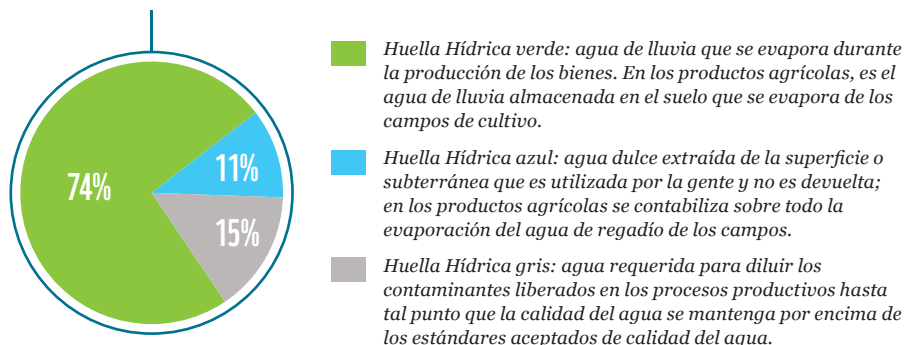 74%
11%
15%
Huella Hídrica verde: agua de lluvia que se evapora durante
la producción de los bienes. En los productos agrícolas, es el
agua de lluvia almacenada en el suelo que se evapora de los
campos de cultivo.
Huella Hídrica azul: agua dulce extraída de la superficie o
subterránea que es utilizada por la gente y no es devuelta;
en los productos agrícolas se contabiliza sobre todo la
evaporación del agua de regadío de los campos.
Huella Hídrica gris: agua requerida para diluir los
contaminantes liberados en los procesos productivos hasta
tal punto que la calidad del agua se mantenga por encima de
los estándares aceptados de calidad del agua.